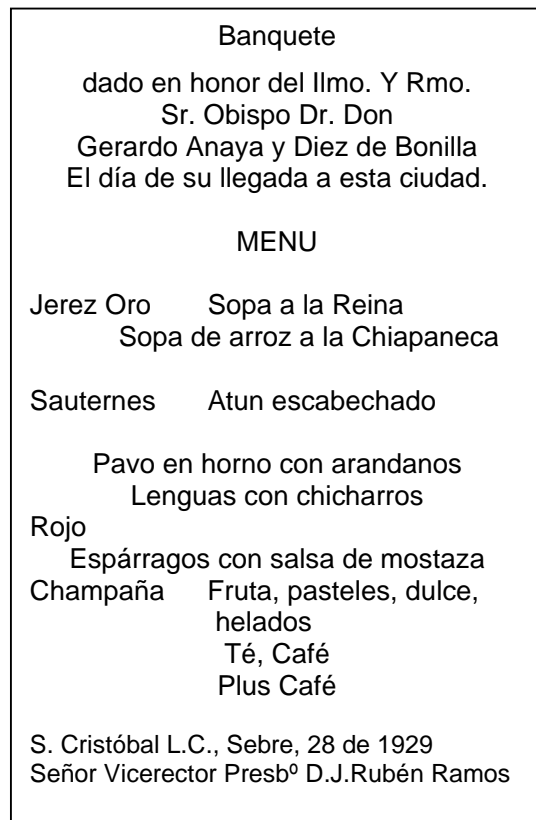 Banquete
dado en honor del Ilmo. Y Rmo.
Sr. Obispo Dr. Don
Gerardo Anaya y Diez de Bonilla
El día de su llegada a esta ciudad.
MENU
Jerez Oro Sopa a la Reina
Sopa de arroz a la Chiapaneca
Sauternes Atun escabechado
Pavo en horno con arandanos
Lenguas con chicharros
Rojo
Espárragos con salsa de mostaza
Champaña Fruta, pasteles, dulce,
helados
Té, Café
Plus Café
S. Cristóbal L.C., Sebre, 28 de 1929
Señor Vicerector Presbº D.J.Rubén Ramos